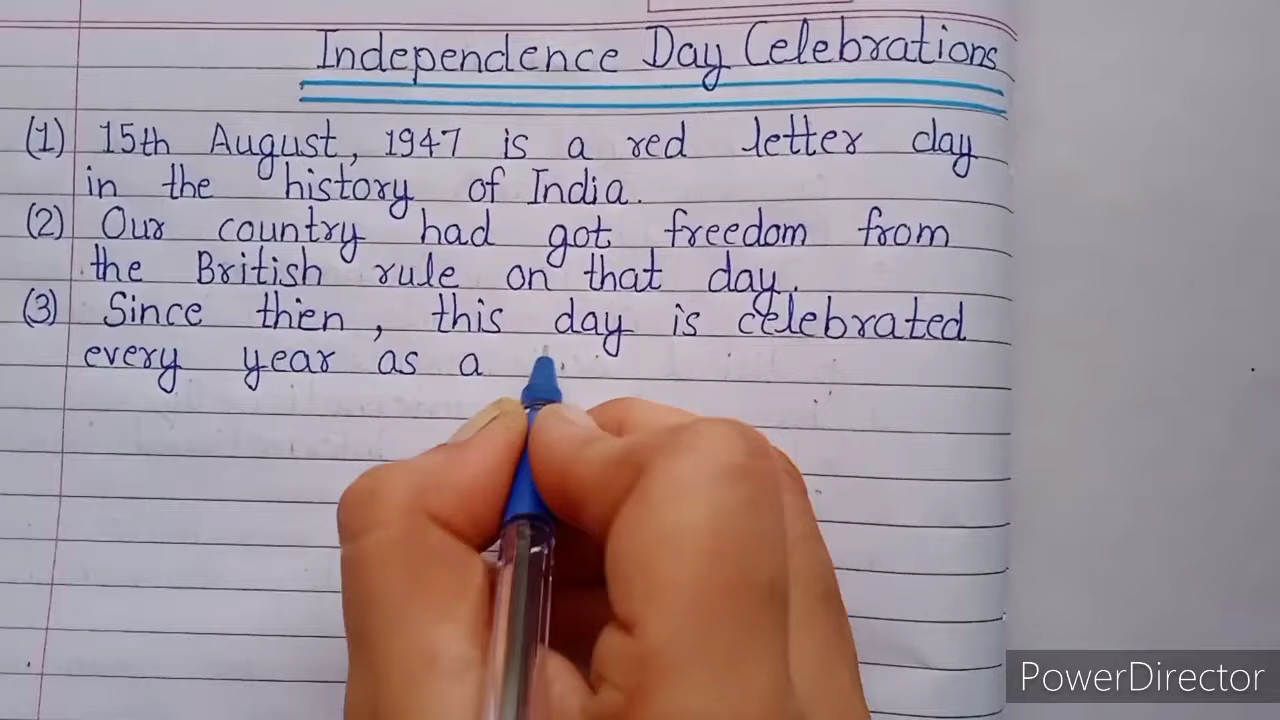 Independence Day Celebrations
(1) 15th August, 1947 is a red letter day
in the history of India.
(2) Our country had got freedom from
the British rule on that day.
(3) Since then, this day is celebrated
every year as a
PowerDirector